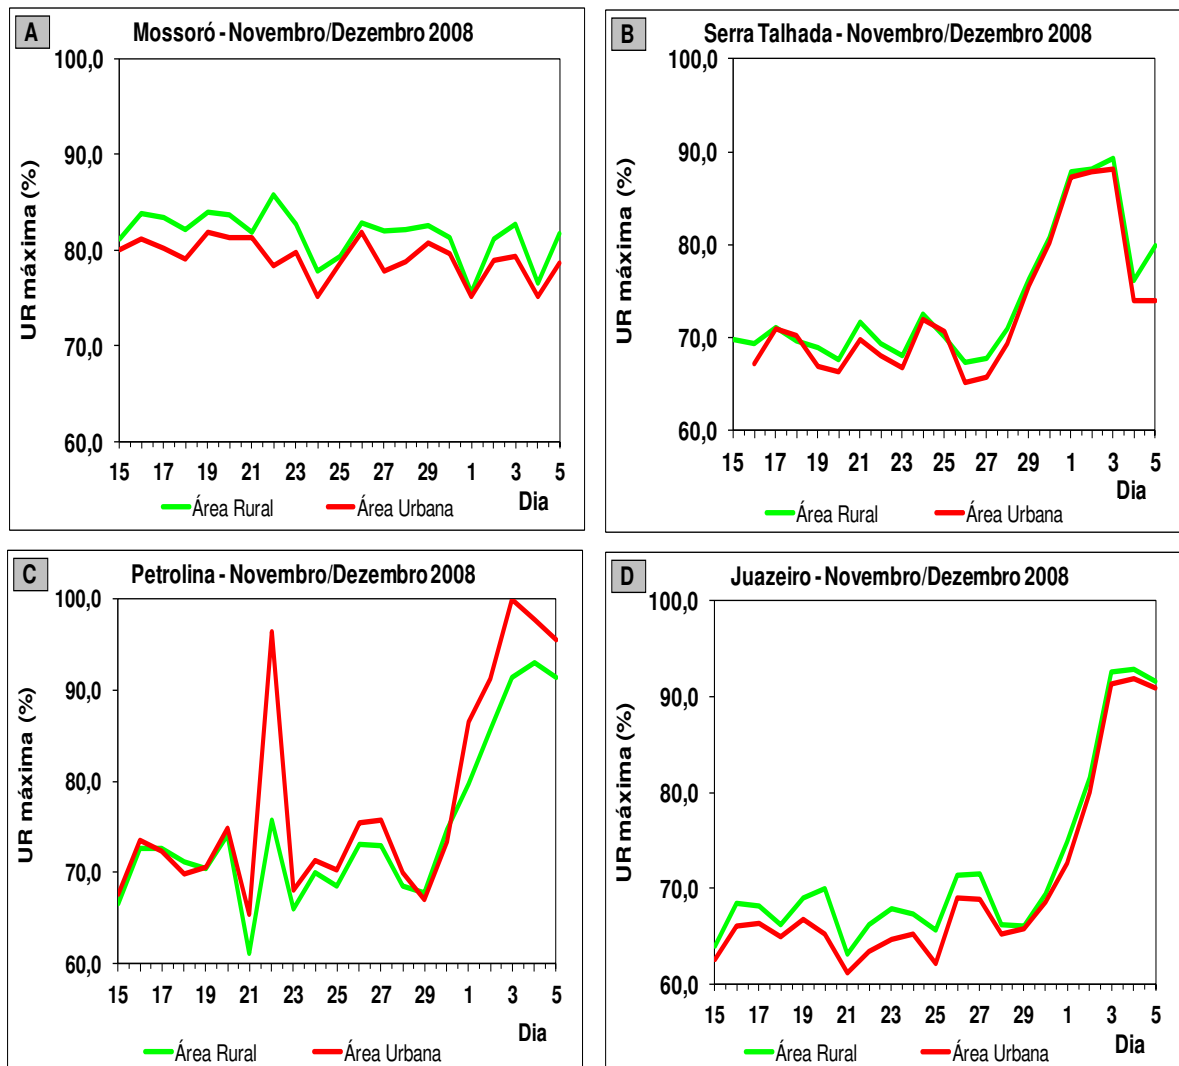 A
Mossoró - Novembro/Dezembro 2008
100,0
90,0
80,0
70,0
60,0
UR máxima (%)
15 17 19 21 23 25 27 29 1 3 5
Dia
Área Rural Área Urbana
B
Serra Talhada - Novembro/Dezembro 2008
100,0
90,0
80,0
70,0
60,0
UR máxima (%)
15 17 19 21 23 25 27 29 1 3 5
Dia
Área Rural Área Urbana
C
Petrolina - Novembro/Dezembro 2008
100,0
90,0
80,0
70,0
60,0
UR máxima (%)
15 17 19 21 23 25 27 29 1 3 5
Dia
Área Rural Área Urbana
D
Juazeiro - Novembro/Dezembro 2008
100,0
90,0
80,0
70,0
60,0
UR máxima (%)
15 17 19 21 23 25 27 29 1 3 5
Dia
Área Rural Área Urbana